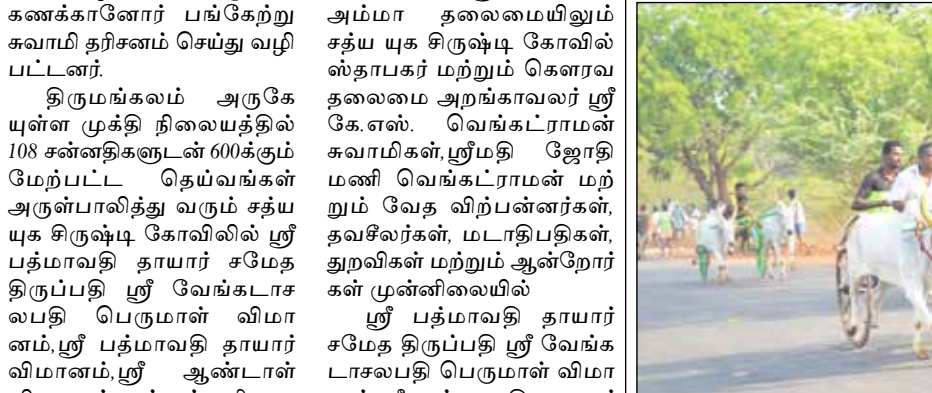 கணக்கானோர் பங்கேற்று
சுவாமி தரிசனம் செய்து வழி
பட்டனர்.
திருமங்கலம் அருகே
யுள்ள முக்தி நிலையத்தில்
108 சன்னதிகளுடன் 600க்கும்
மேற்பட்ட தெய்வங்கள்
அருள்பாலித்து வரும் சத்ய
யுக சிருஷ்டி கோவிலில் ஸ்ரீ
பத்மாவதி தாயார் சமேத
திருப்பதி ஸ்ரீ வேங்கடாச
லபதி பெருமாள் விமா
னம்,ஸ்ரீ பத்மாவதி தாயார்
விமானம்,ஸ்ரீ ஆண்டாள்
அம்மா தலைமையிலும்
சத்ய யுக சிருஷ்டி கோவில்
ஸ்தாபகர் மற்றும் கௌரவ
தலைமை அறங்காவலர் ஸ்ரீ
கே.எஸ். வெங்கட்ராமன்
சுவாமிகள்,ஸ்ரீமதி ஜோதி
மணி வெங்கட்ராமன் மற்
றும் வேத விற்பன்னர்கள்,
தவசீலர்கள், மடாதிபதிகள்,
துறவிகள் மற்றும் ஆன்றோர்
கள் முன்னிலையில்
ஸ்ரீ பத்மாவதி தாயார்
சமேத திருப்பதி ஸ்ரீ வேங்க
டாசலபதி பெருமாள் விமா